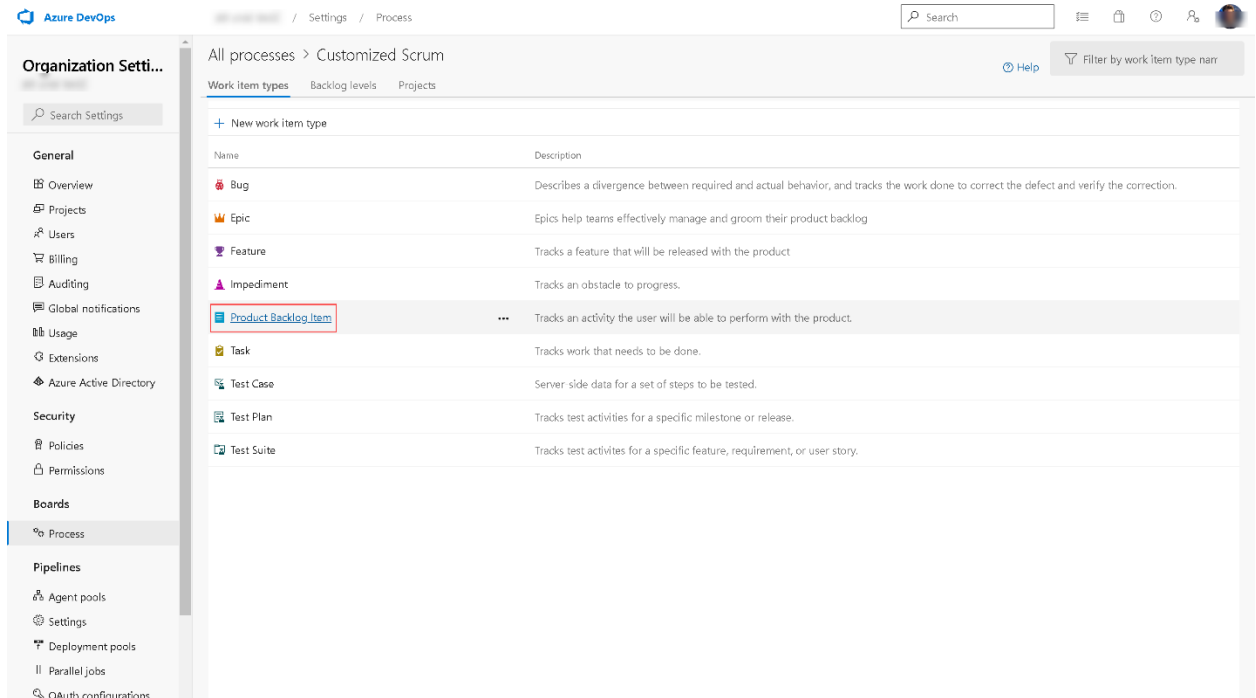 Azure DevOps
/ Settings / Process
Search
Organization Setti...
Search Settings
General
Overview
Projects
Users
Billing
Auditing
Global notifications
Usage
Extensions
Azure Active Directory
Security
Policies
Permissions
Boards
Process
Pipelines
Agent pools
Settings
Deployment pools
Parallel jobs
OAuth configurations
All processes > Customized Scrum
Help
Filter by work item type nam
Work item types Backlog levels Projects
+ New work item type
Name Description
Bug Describes a divergence between required and actual behavior, and tracks the work done to correct the defect and verify the correction.
Epic Epics help teams effectively manage and groom their product backlog
Feature Tracks a feature that will be released with the product
Impediment Tracks an obstacle to progress.
Product Backlog Item ... Tracks an activity the user will be able to perform with the product.
Task Tracks work that needs to be done.
Test Case Server-side data for a set of steps to be tested.
Test Plan Tracks test activities for a specific milestone or release.
Test Suite Tracks test activites for a specific feature, requirement, or user story.